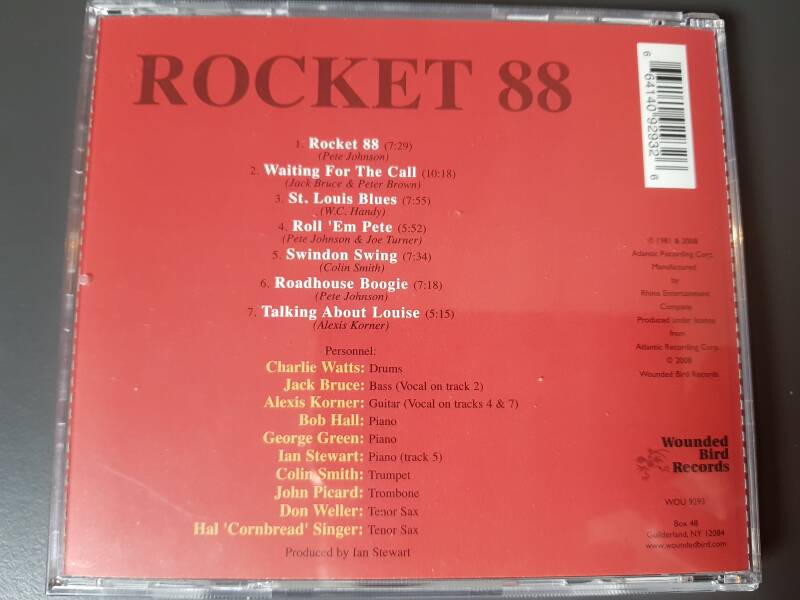 ROCKET 88
1. Rocket 88 (7:29)
(Pete Johnson)
2. Waiting For The Call (10:18)
(Jack Bruce & Peter Brown)
3. St. Louis Blues (7:55)
(W.C. Handy)
4. Roll 'Em Pete (5:52)
(Pete Johnson & Joe Turner)
5. Swindon Swing (7:34)
(Colin Smith)
6. Roadhouse Boogie (7:18)
(Pete Johnson)
7. Talking About Louise (5:15)
(Alexis Korner)
Personnel:
Charlie Watts: Drums
Jack Bruce: Bass (Vocal on track 2)
Alexis Korner: Guitar (Vocal on tracks 4 & 7)
Bob Hall: Piano
George Green: Piano
Ian Stewart: Piano (track 5)
Colin Smith: Trumpet
John Picard: Trombone
Don Weller: Tenor Sax
Hal 'Cornbread' Singer: Tenor Sax
Produced by Ian Stewart
6 64140 92932 6
© 1981 & 2008
Atlantic Recording Corp.
Manufactured
by
Rhino Entertainment
Company
Produced under license
from
Atlantic Recording Corp.
© 2008
Wounded Bird Records
Wounded
Bird
Records
WOU 9293
Box 48
Guilderland, NY 12084
www.woundedbird.com